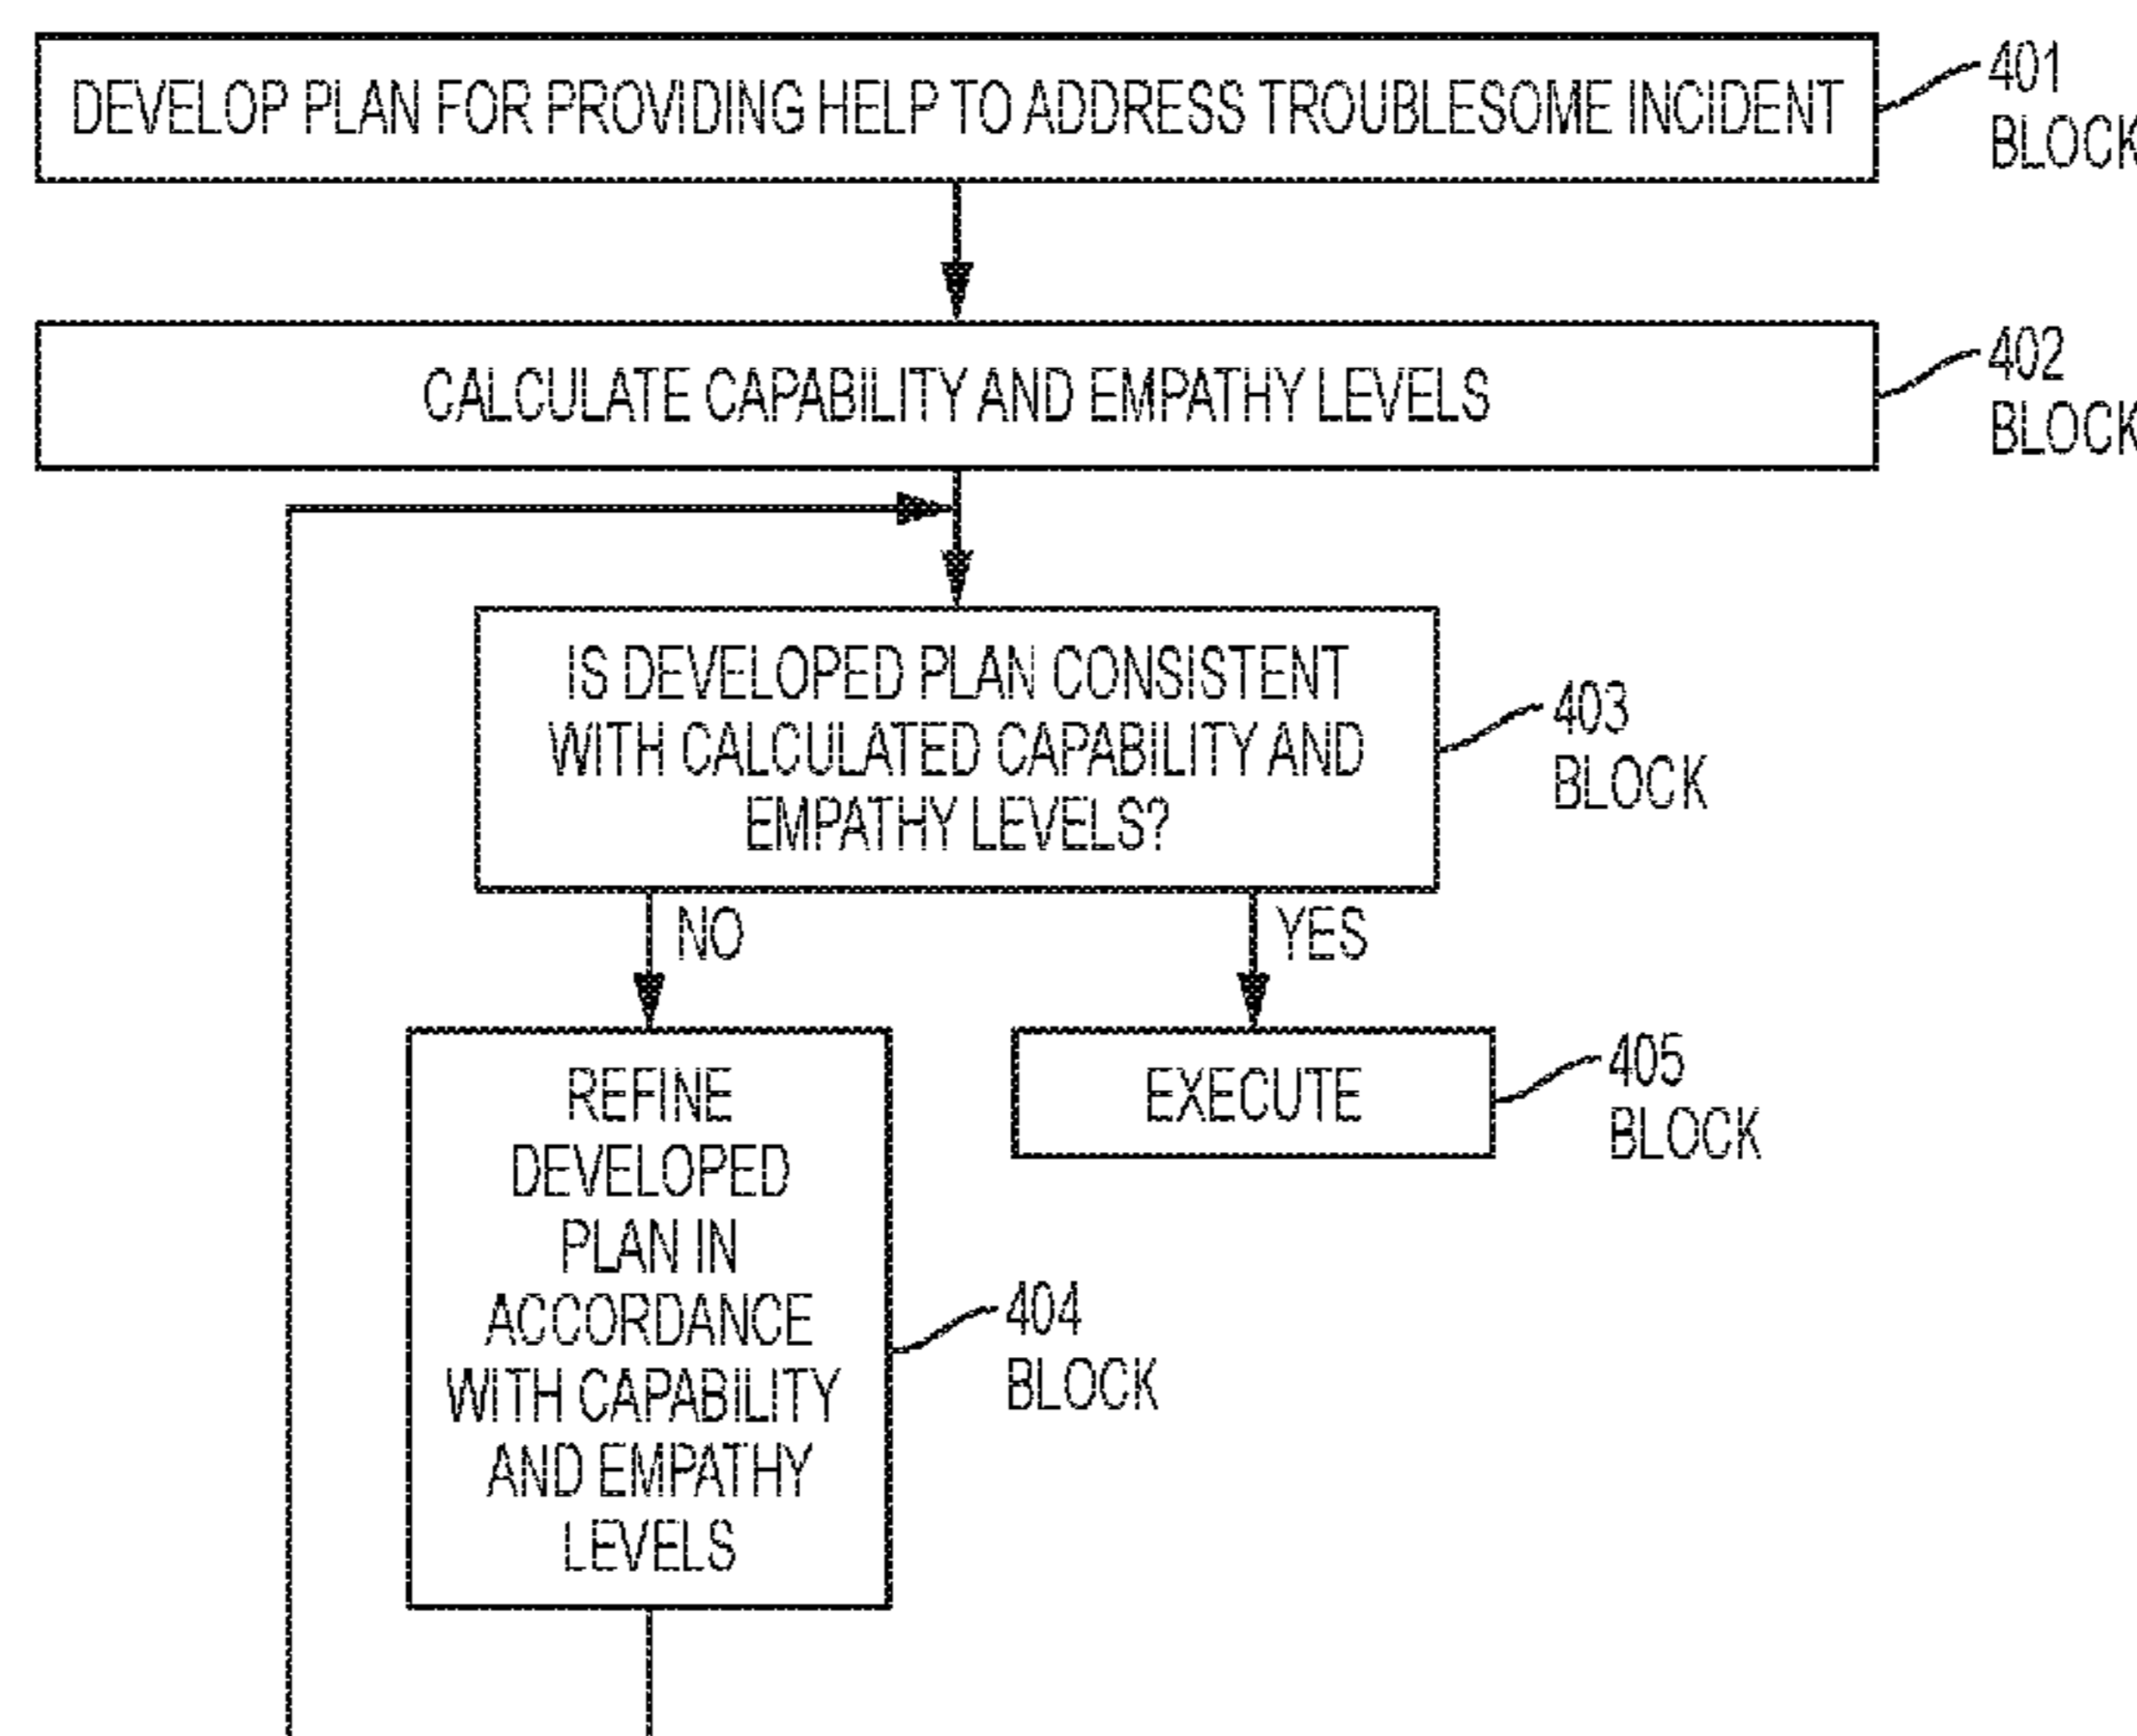 DEVELOP PLAN FOR PROVIDING HELP TO ADDRESS TROUBLESOME INCIDENT
401
BLOCK
CALCULATE CAPABILITY AND EMPATHY LEVELS
402
BLOCK
IS DEVELOPED PLAN CONSISTENT
WITH CALCULATED CAPABILITY AND
EMPATHY LEVELS?
403
BLOCK
NO
YES
REFINE
DEVELOPED
PLAN IN
ACCORDANCE
WITH CAPABILITY
AND EMPATHY
LEVELS
404
BLOCK
EXECUTE
405
BLOCK